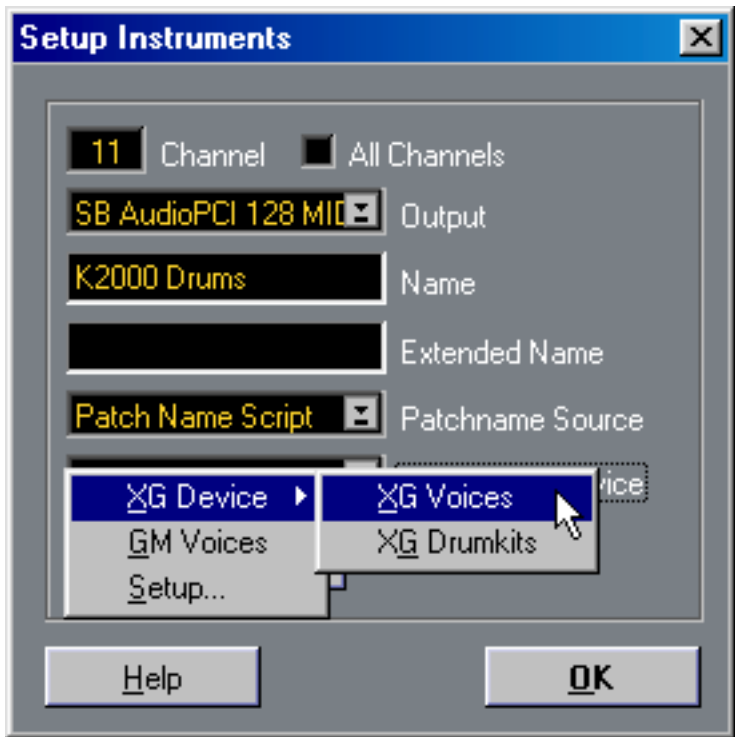 Setup Instruments
11 Channel All Channels
SB AudioPCI 128 MID Output
K2000 Drums Name
Extended Name
Patch Name Script Patchname Source
XG Device XG Voices
GM Voices XG Drumkits
Setup...
Help OK